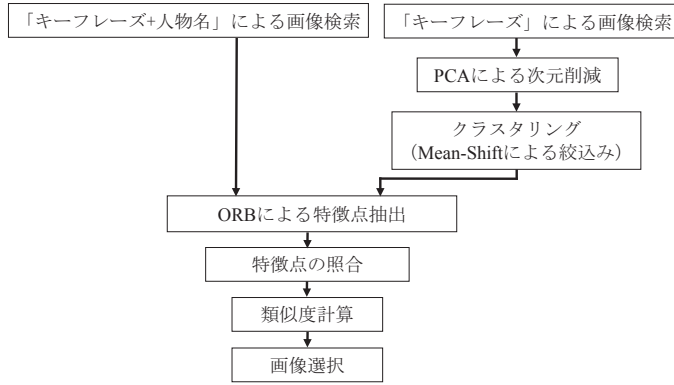 「キーフレーズ+人物名」による画像検索
「キーフレーズ」による画像検索
PCAによる次元削減
クラスタリング
（Mean-Shiftによる絞込み）
ORBによる特徴点抽出
特徴点の照合
類似度計算
画像選択